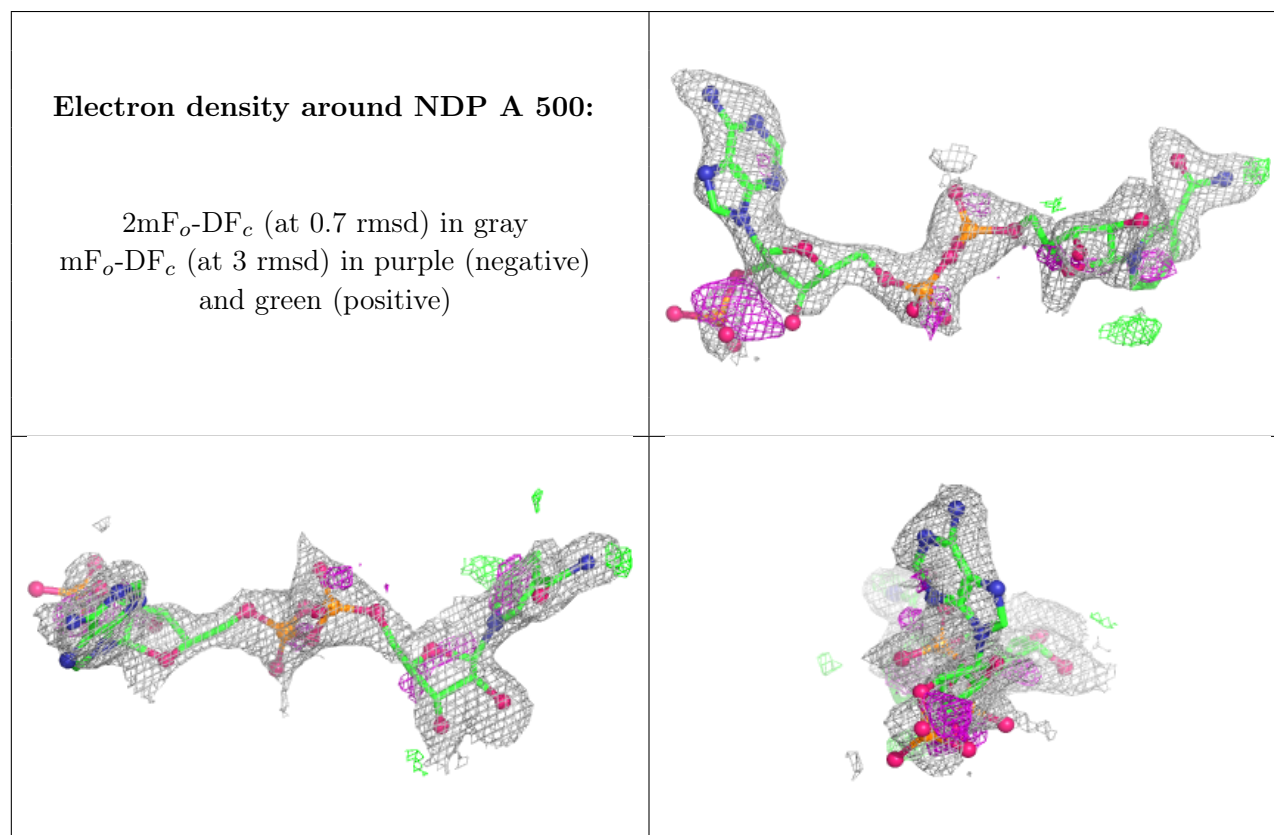 Electron density around NDP A 500:
2mFo-DFc (at 0.7 rmsd) in gray
mFo-DFc (at 3 rmsd) in purple (negative)
and green (positive)